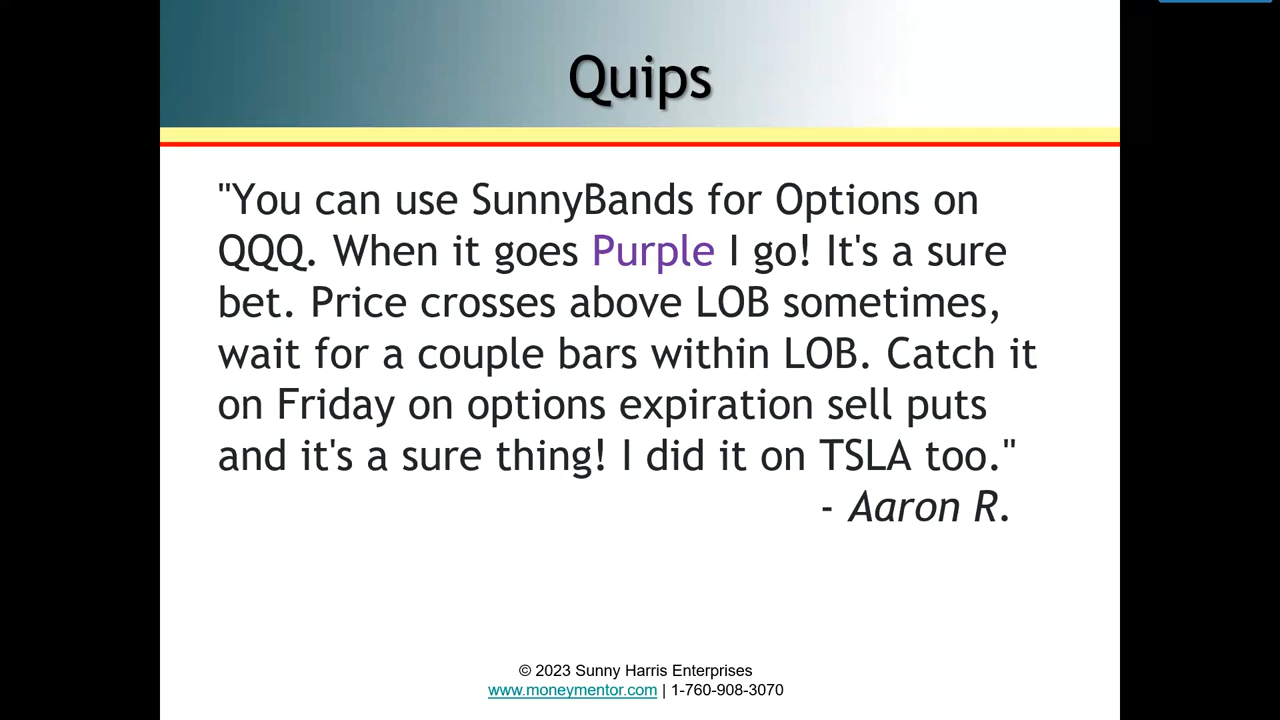 Quips
"You can use SunnyBands for Options on
QQQ. When it goes Purple I go! It's a sure
bet. Price crosses above LOB sometimes,
wait for a couple bars within LOB. Catch it
on Friday on options expiration sell puts
and it's a sure thing! I did it on TSLA too."
- Aaron R.
© 2023 Sunny Harris Enterprises
www.moneymentor.com | 1-760-908-3070